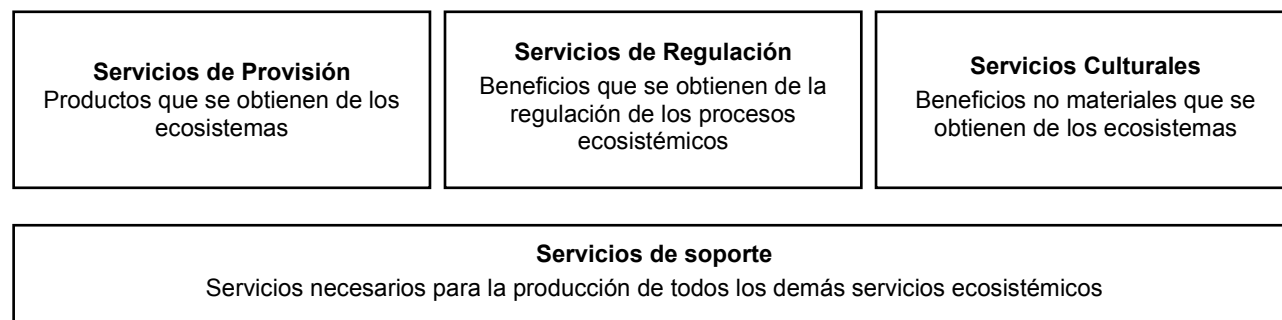 Servicios de Provisión
Productos que se obtienen de los
ecosistemas
Servicios de Regulación
Beneficios que se obtienen de la
regulación de los procesos
ecosistémicos
Servicios Culturales
Beneficios no materiales que se
obtienen de los ecosistemas
Servicios de soporte
Servicios necesarios para la producción de todos los demás servicios ecosistémicos